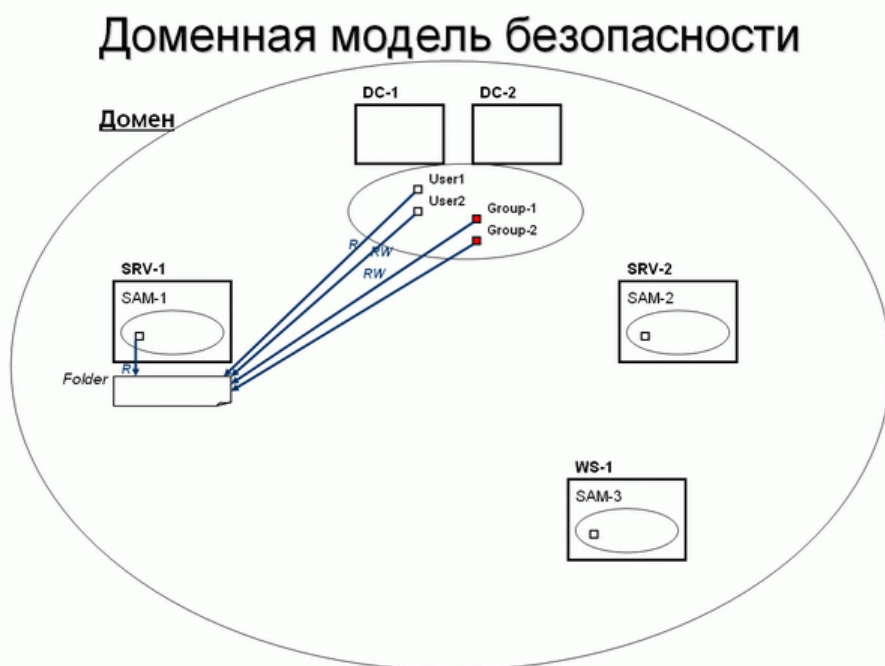 Доменная модель безопасности
DC-1
DC-2
Домен
User1
User2
Group-1
Group-2
R
RW
RW
SRV-1
SAM-1
R
Folder
SRV-2
SAM-2
WS-1
SAM-3